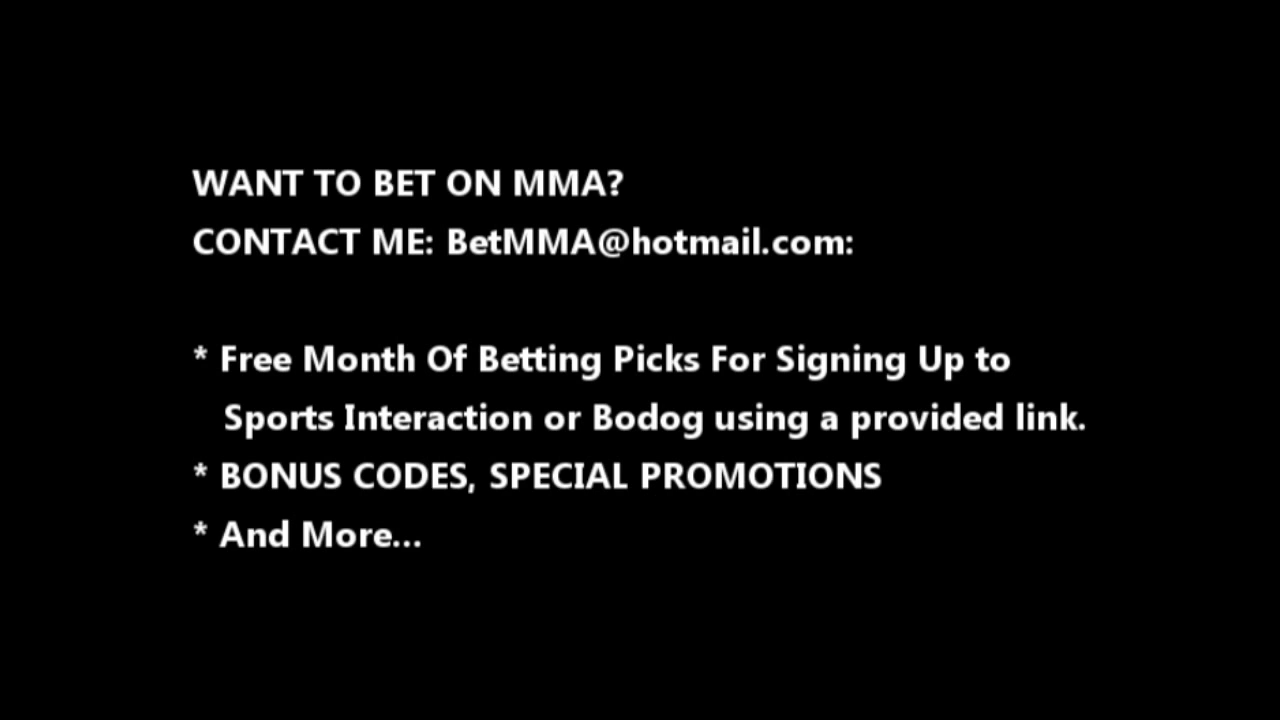 WANT TO BET ON MMA?
CONTACT ME: BetMMA@hotmail.com:
* Free Month Of Betting Picks For Signing Up to
Sports Interaction or Bodog using a provided link.
* BONUS CODES, SPECIAL PROMOTIONS
* And More...